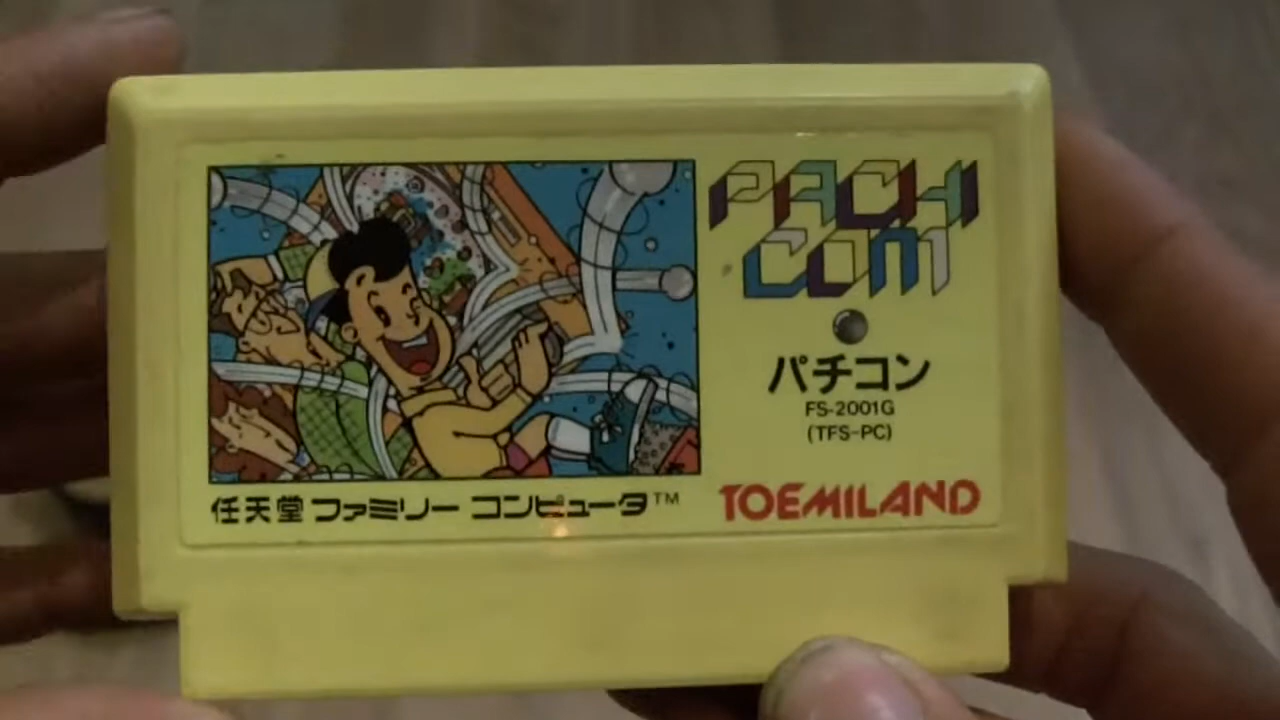 PACHI
COM
パチコン
FS-2001G
(TFS-PC)
任天堂 ファミリー コンピュータ™
TOEMILAND